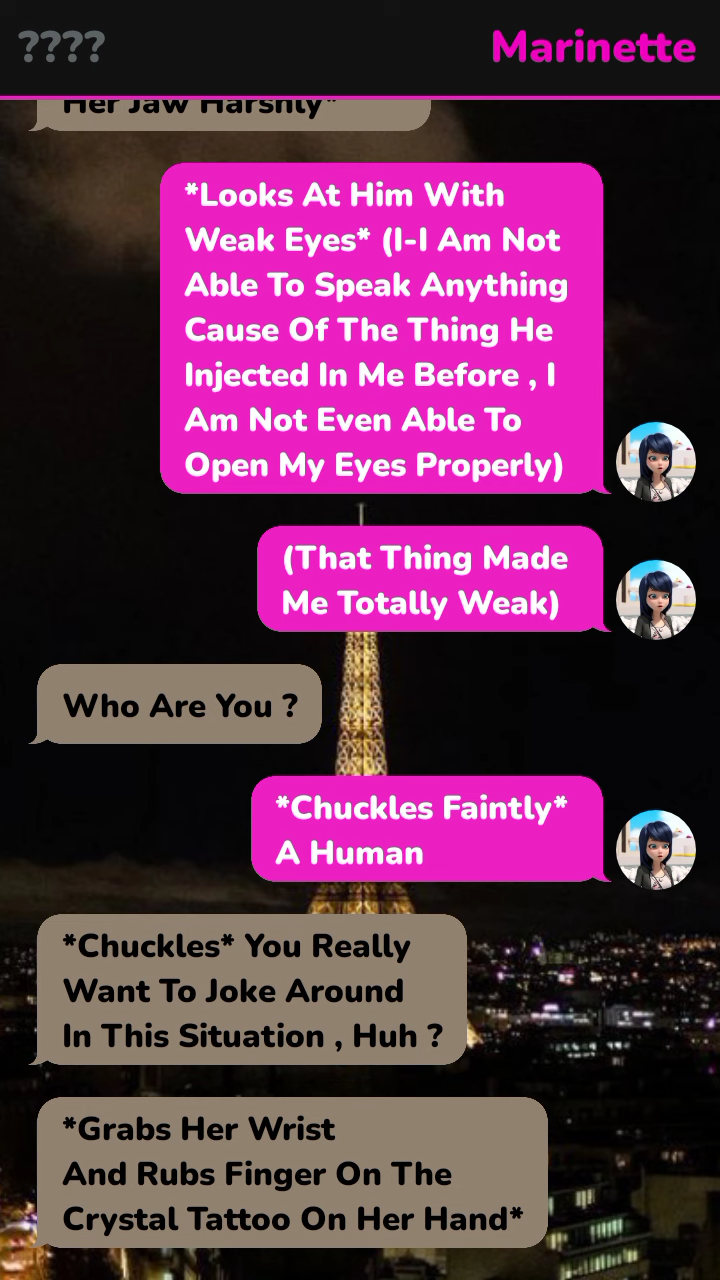 ????
Marinette
Her Jaw Harshly*
*Looks At Him With
Weak Eyes* (I-I Am Not
Able To Speak Anything
Cause Of The Thing He
Injected In Me Before , I
Am Not Even Able To
Open My Eyes Properly)
(That Thing Made
Me Totally Weak)
Who Are You ?
*Chuckles Faintly*
A Human
*Chuckles* You Really
Want To Joke Around
In This Situation , Huh ?
*Grabs Her Wrist
And Rubs Finger On The
Crystal Tattoo On Her Hand*